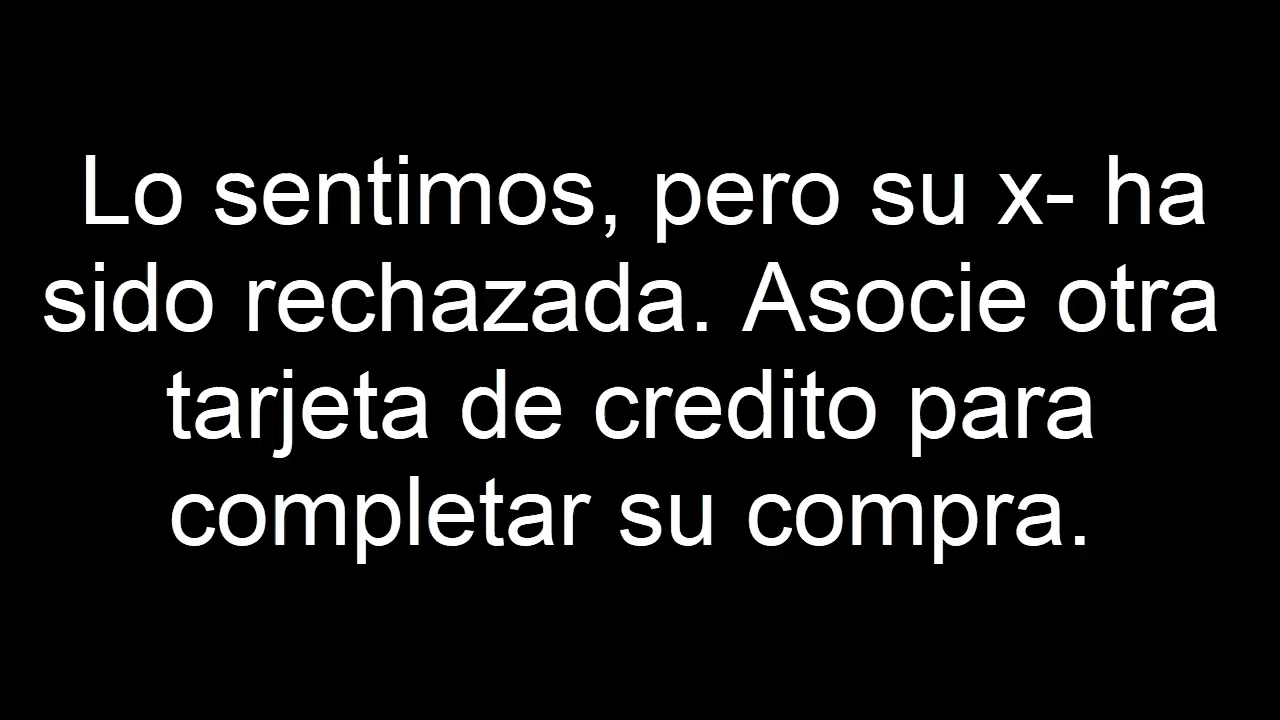 Lo sentimos, pero su x- ha
sido rechazada. Asocie otra
tarjeta de credito para
completar su compra.